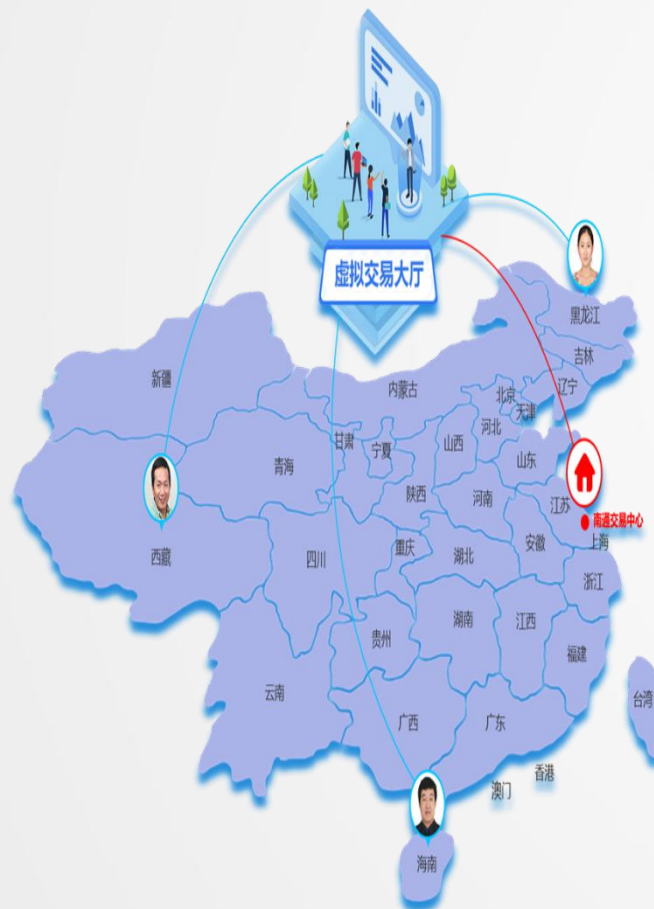 虚拟交易大厅
黑龙江
吉林
辽宁
新疆
内蒙古
北京
天津
河北
山西
甘肃
宁夏
青海
山东
陕西
河南
江苏
南通交易中心
上海
西藏
四川
重庆
湖北
安徽
浙江
贵州
湖南
江西
福建
云南
广西
广东
台湾
香港
澳门
海南